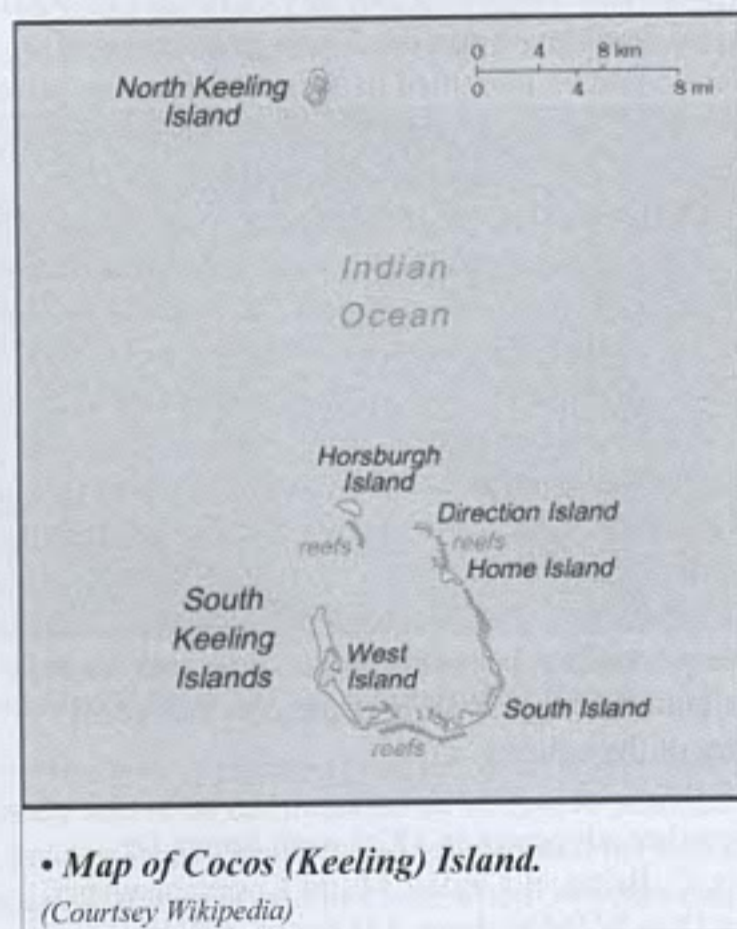 0 4 8 km
0 4 8 mi
North Keeling
Island
Indian
Ocean
Horsburgh
Island
Direction Island
reefs
reefs
Home Island
South
Keeling
Islands
West
Island
South Island
reefs
• Map of Cocos (Keeling) Island.
(Courtsey Wikipedia)